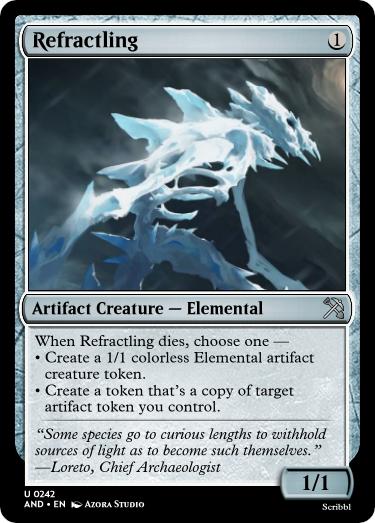 Refractling 1
Artifact Creature — Elemental
When Refractling dies, choose one —
• Create a 1/1 colorless Elemental artifact
creature token.
• Create a token that's a copy of target
artifact token you control.
“Some species go to curious lengths to withhold
sources of light as to become such themselves.”
—Loreto, Chief Archaeologist
1/1
U 0242
AND • EN Azora Studio
Scribbl